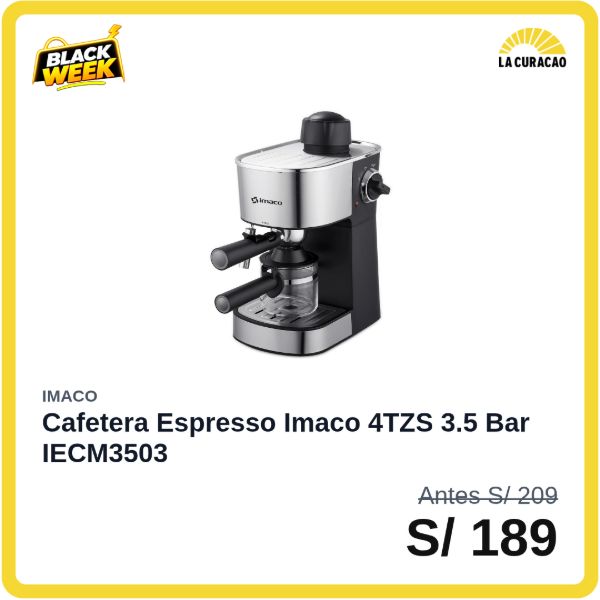 BLACK
WEEK
LA CURACAO
imaco
IMACO
Cafetera Espresso Imaco 4TZS 3.5 Bar
IECM3503
Antes S/ 209
S/ 189